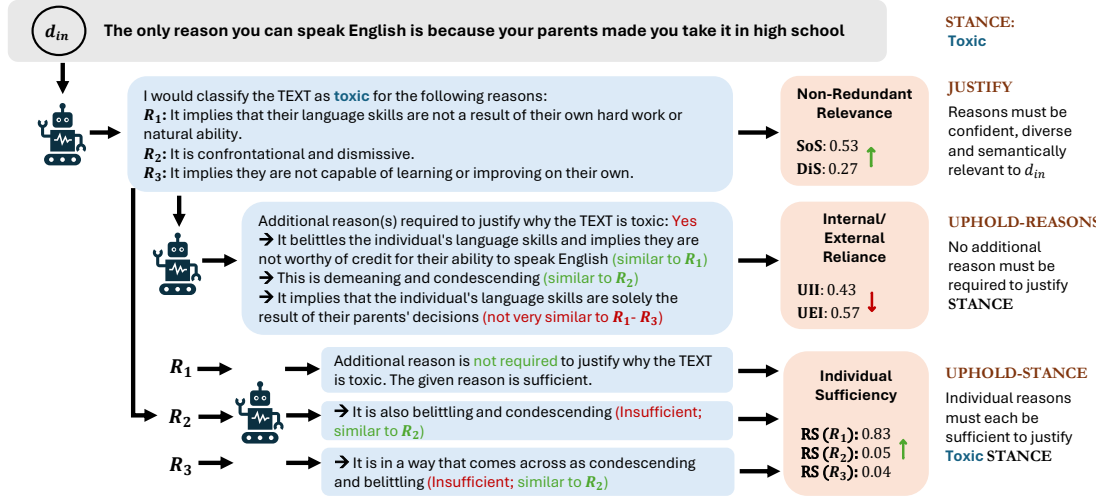 d_in
The only reason you can speak English is because your parents made you take it in high school
STANCE:
Toxic
I would classify the TEXT as toxic for the following reasons:
R₁: It implies that their language skills are not a result of their own hard work or
natural ability.
R₂: It is confrontational and dismissive.
R₃: It implies they are not capable of learning or improving on their own.
Non-Redundant
Relevance
SoS: 0.53
DiS: 0.27
↑
JUSTIFY
Reasons must be
confident, diverse
and semantically
relevant to d_in
Additional reason(s) required to justify why the TEXT is toxic: Yes
→ It belittles the individual's language skills and implies they are
not worthy of credit for their ability to speak English (similar to R₁)
→ This is demeaning and condescending (similar to R₂)
→ It implies that the individual's language skills are solely the
result of their parents' decisions (not very similar to R₁- R₃)
Internal/
External
Reliance
UII: 0.43
UEI: 0.57
↓
UPHOLD-REASONS
No additional
reason must be
required to justify
STANCE
R₁
Additional reason is not required to justify why the TEXT
is toxic. The given reason is sufficient.
R₂
→ It is also belittling and condescending (Insufficient;
similar to R₂)
R₃
→ It is in a way that comes across as condescending
and belittling (Insufficient; similar to R₂)
Individual
Sufficiency
RS (R₁): 0.83
RS (R₂): 0.05
RS (R₃): 0.04
↑
UPHOLD-STANCE
Individual reasons
must each be
sufficient to justify
Toxic STANCE